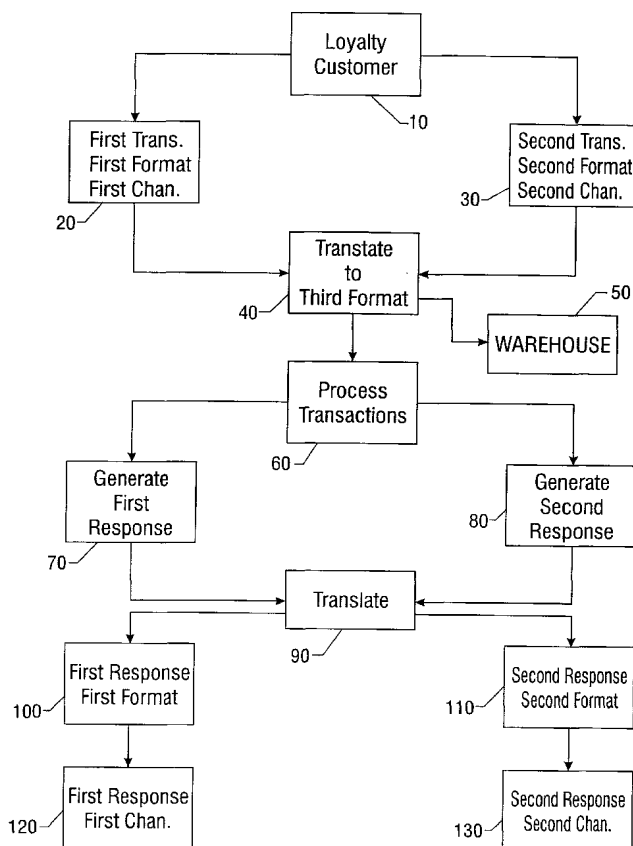 Loyalty
Customer
10
First Trans.
First Format
First Chan.
20
Second Trans.
Second Format
Second Chan.
30
Transtate
to
Third Format
40
50
WAREHOUSE
Process
Transactions
60
Generate
First
Response
70
Generate
Second
Response
80
Translate
90
First Response
First Format
100
Second Response
Second Format
110
First Response
First Chan.
120
Second Response
Second Chan.
130